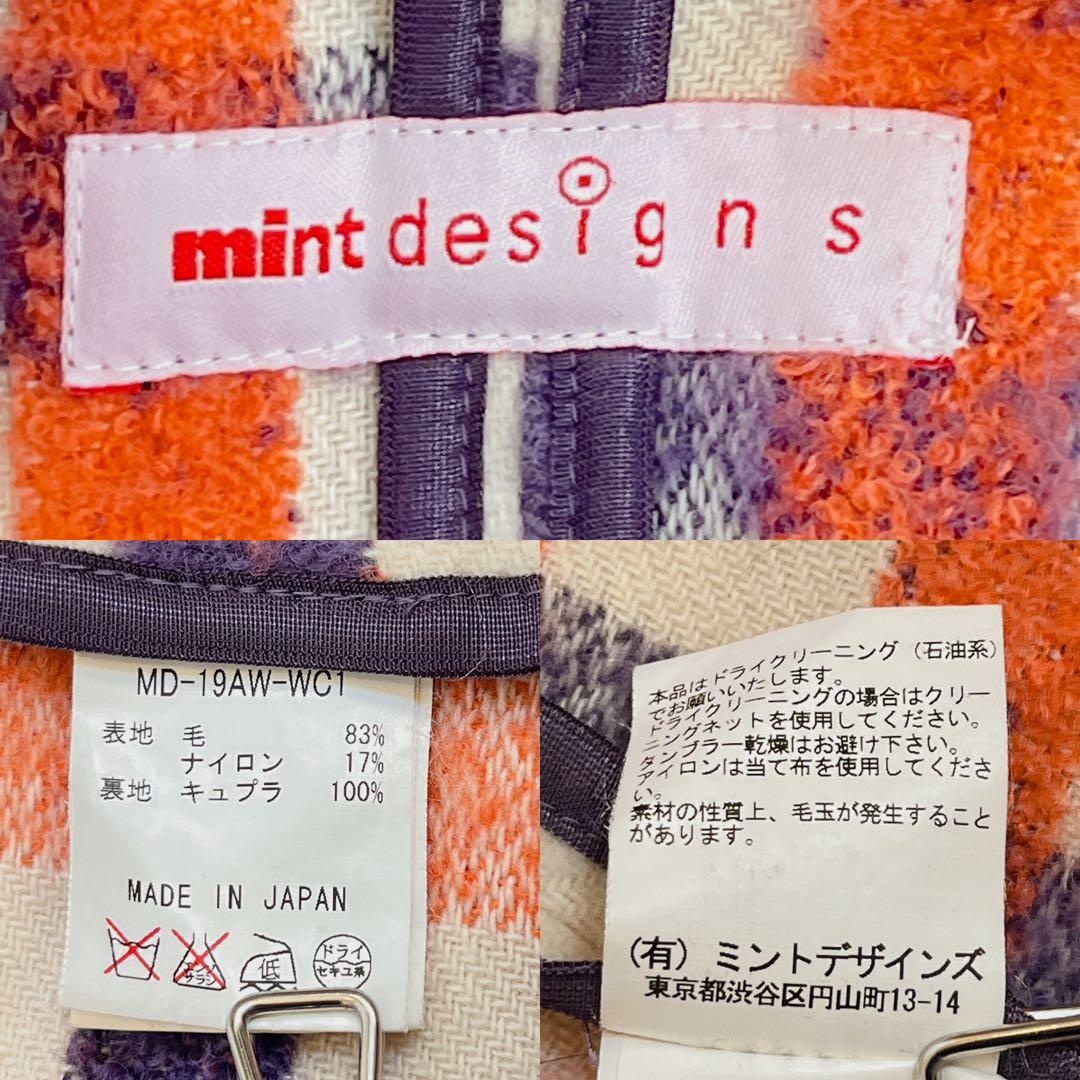 mintdesigns
MD-19AW-WC1
表地 毛 83%
ナイロン 17%
裏地 キュプラ 100%
MADE IN JAPAN
エンソ サラシ
低
ドライ
セキユ系
本品はドライクリーニング（石油系）
でお願いいたします。
ドライクリーニングの場合はクリー
ニングネットを使用してください。
タンブラー乾燥はお避け下さい。
アイロンは当て布を使用してくださ
い。
素材の性質上、毛玉が発生すること
があります。
（有）ミントデザインズ
東京都渋谷区円山町13-14